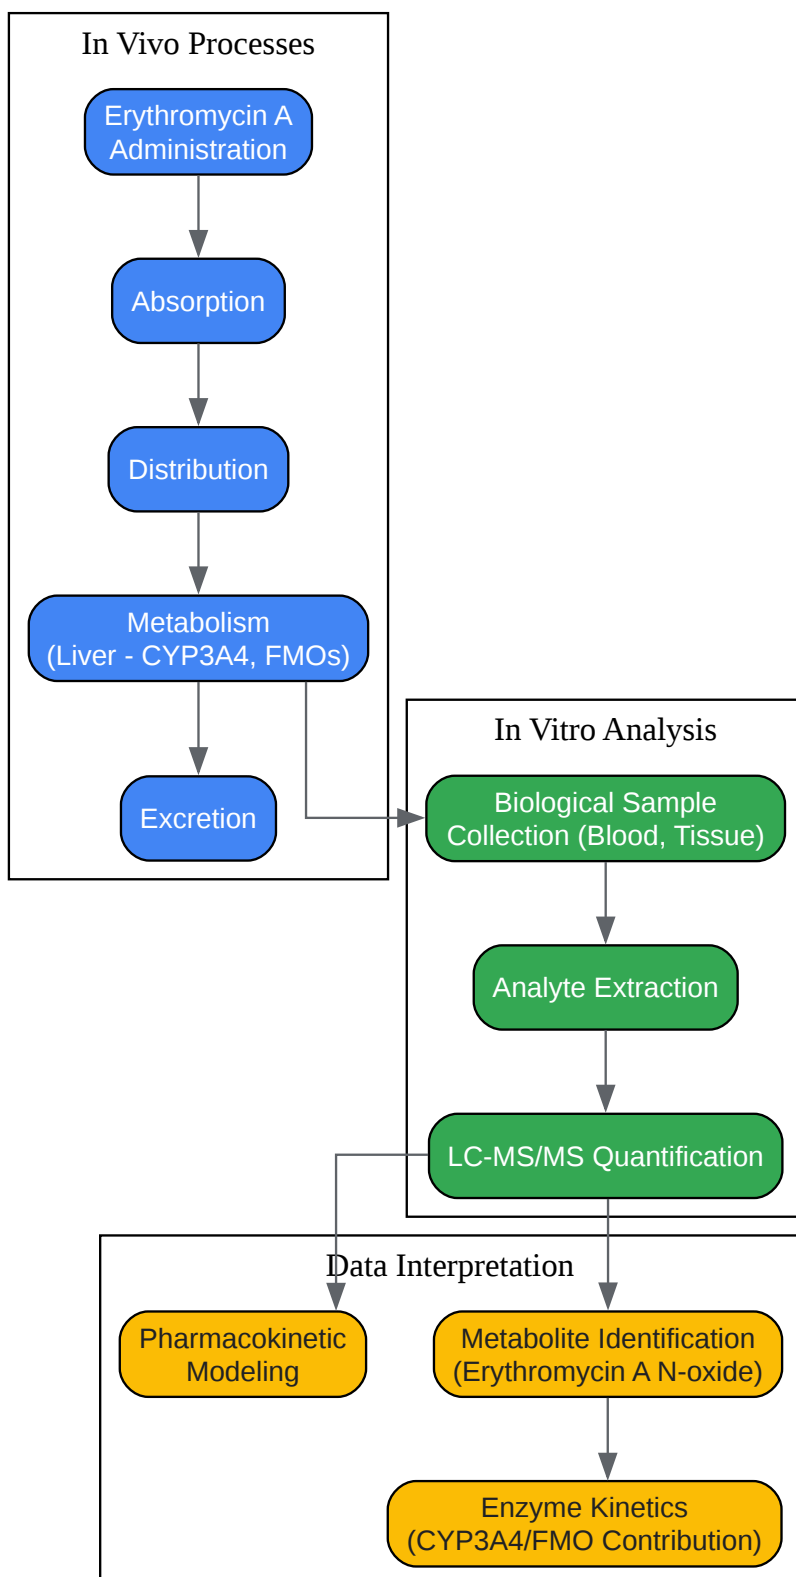 In Vivo Processes
Erythromycin A
Administration
Absorption
Distribution
Metabolism
(Liver - CYP3A4, FMOs)
Excretion
In Vitro Analysis
Biological Sample
Collection (Blood, Tissue)
Analyte Extraction
LC-MS/MS Quantification
Data Interpretation
Pharmacokinetic
Modeling
Metabolite Identification
(Erythromycin A N-oxide)
Enzyme Kinetics
(CYP3A4/FMO Contribution)